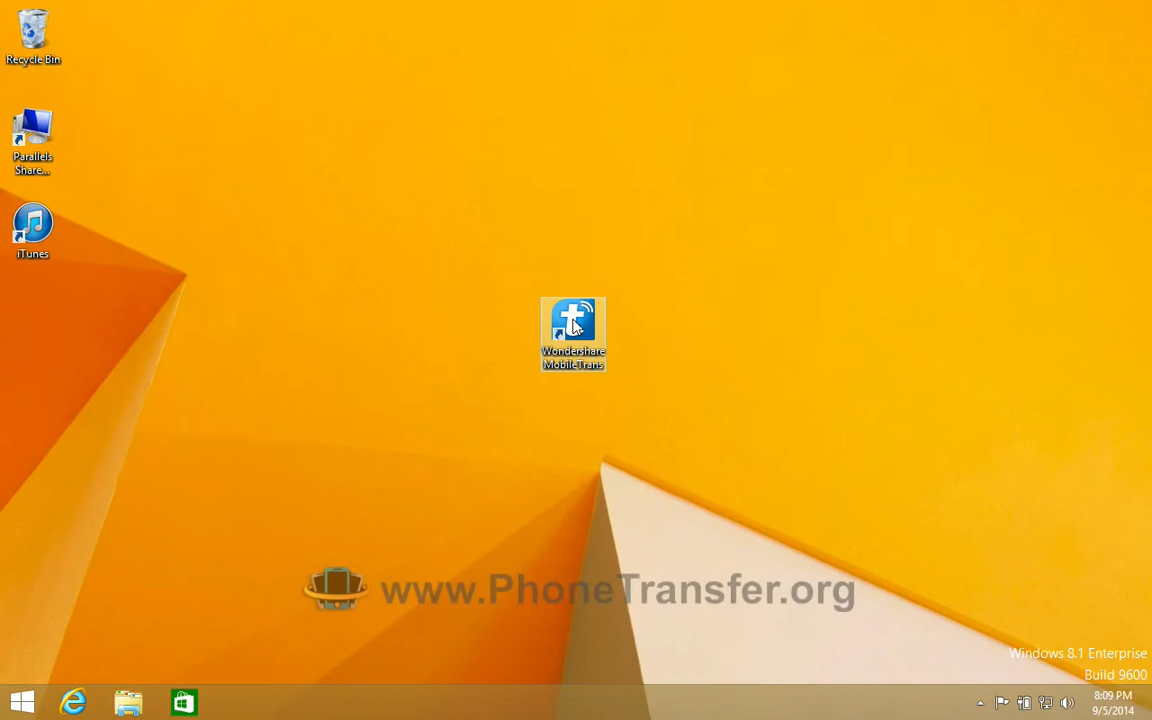 Recycle Bin
Parallels
Share...
iTunes
Wondershare
MobileTrans
www.PhoneTransfer.org
Windows 8.1 Enterprise
Build 9600
8:09 PM
9/5/2014